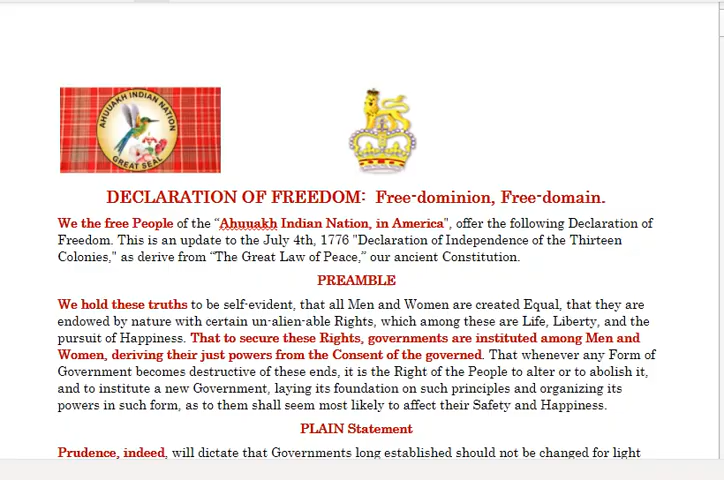 AHUUAKH INDIAN NATION
GREAT SEAL
DECLARATION OF FREEDOM: Free-dominion, Free-domain.
We the free People of the “Ahuuakh Indian Nation, in America", offer the following Declaration of
Freedom. This is an update to the July 4th, 1776 "Declaration of Independence of the Thirteen
Colonies," as derive from “The Great Law of Peace,” our ancient Constitution.
PREAMBLE
We hold these truths to be self-evident, that all Men and Women are created Equal, that they are
endowed by nature with certain un-alien-able Rights, which among these are Life, Liberty, and the
pursuit of Happiness. That to secure these Rights, governments are instituted among Men and
Women, deriving their just powers from the Consent of the governed. That whenever any Form of
Government becomes destructive of these ends, it is the Right of the People to alter or to abolish it,
and to institute a new Government, laying its foundation on such principles and organizing its
powers in such form, as to them shall seem most likely to affect their Safety and Happiness.
PLAIN Statement
Prudence, indeed, will dictate that Governments long established should not be changed for light